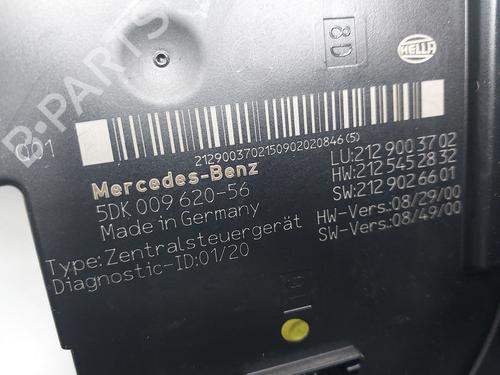 8D
HELLA
001
2129003702150902020846(5)
Mercedes-Benz
5DK 009 620-56
Made in Germany
Type:Zentralsteuergerät
Diagnostic-ID:01/20
LU:212 900 37 02
HW:212 545 28 32
SW:212 902 66 01
HW-Vers.:08/29/00
SW-Vers.:08/49/00
B-PARTS